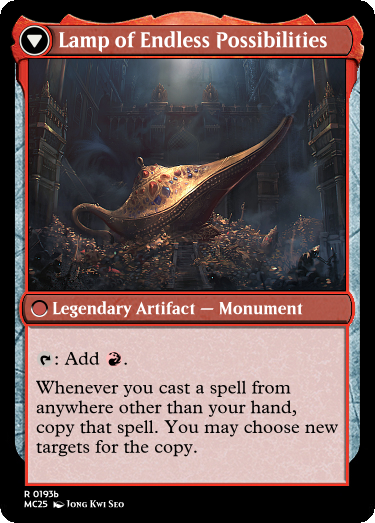 Lamp of Endless Possibilities
Legendary Artifact — Monument
: Add .
Whenever you cast a spell from
anywhere other than your hand,
copy that spell. You may choose new
targets for the copy.
R 0193b
MC25 Jong Kwi Seo